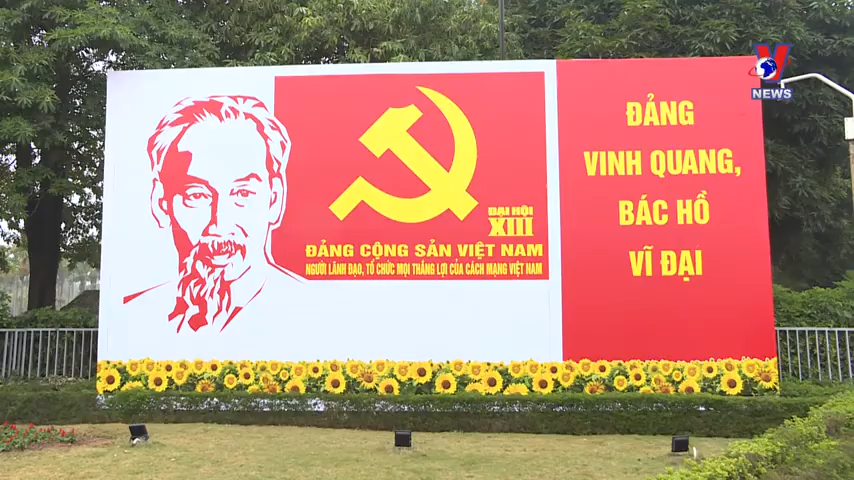 V
NEWS
ĐẢNG
VINH QUANG,
BÁC HỒ
VĨ ĐẠI
ĐẠI HỘI
XIII
ĐẢNG CỘNG SẢN VIỆT NAM
NGƯỜI LÃNH ĐẠO, TỔ CHỨC MỌI THẮNG LỢI CỦA CÁCH MẠNG VIỆT NAM